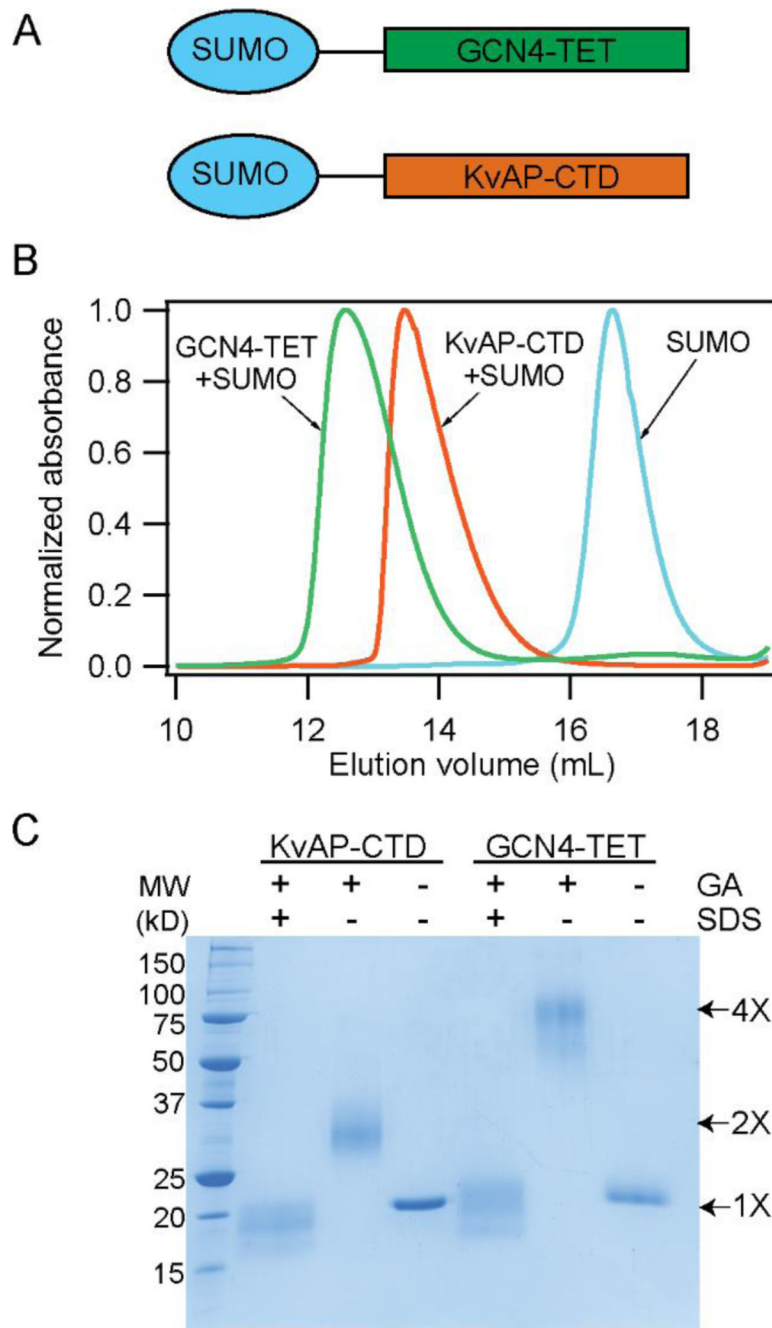 A
SUMO
GCN4-TET
SUMO
KvAP-CTD
B
Normalized absorbance
1.0
0.8
0.6
0.4
0.2
0.0
GCN4-TET
+SUMO
KvAP-CTD
+SUMO
SUMO
10 12 14 16 18
Elution volume (mL)
C
KvAP-CTD GCN4-TET
MW + + - + + - GA
(kD) + - - + - - SDS
150
100
75
50
37
25
20
15
4X
2X
1X